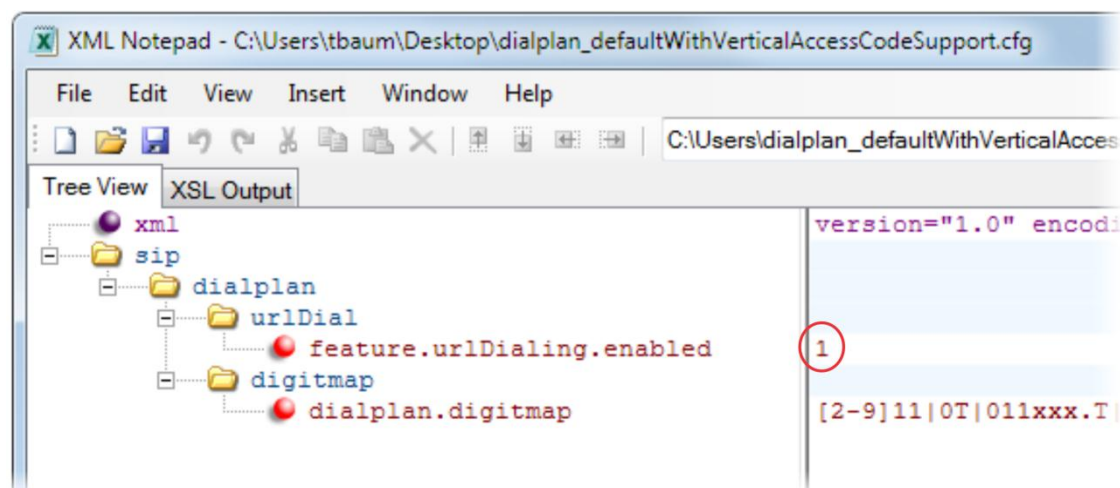 XML Notepad - C:\Users\tbaum\Desktop\dialplan_defaultWithVerticalAccessCodeSupport.cfg
File Edit View Insert Window Help
C:\Users\dialplan_defaultWithVerticalAcces
Tree View XSL Output
xml version="1.0" encodi
sip
dialplan
urlDial
feature.urlDialing.enabled 1
digitmap
dialplan.digitmap [2-9]11|0T|011xxx.T|